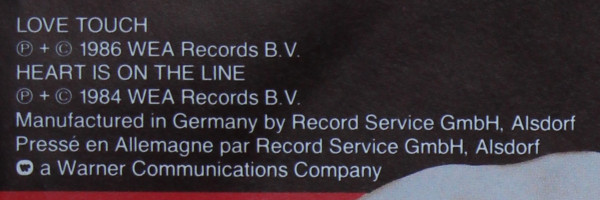 LOVE TOUCH
℗ + © 1986 WEA Records B.V.
HEART IS ON THE LINE
℗ + © 1984 WEA Records B.V.
Manufactured in Germany by Record Service GmbH, Alsdorf
Pressé en Allemagne par Record Service GmbH, Alsdorf
a Warner Communications Company